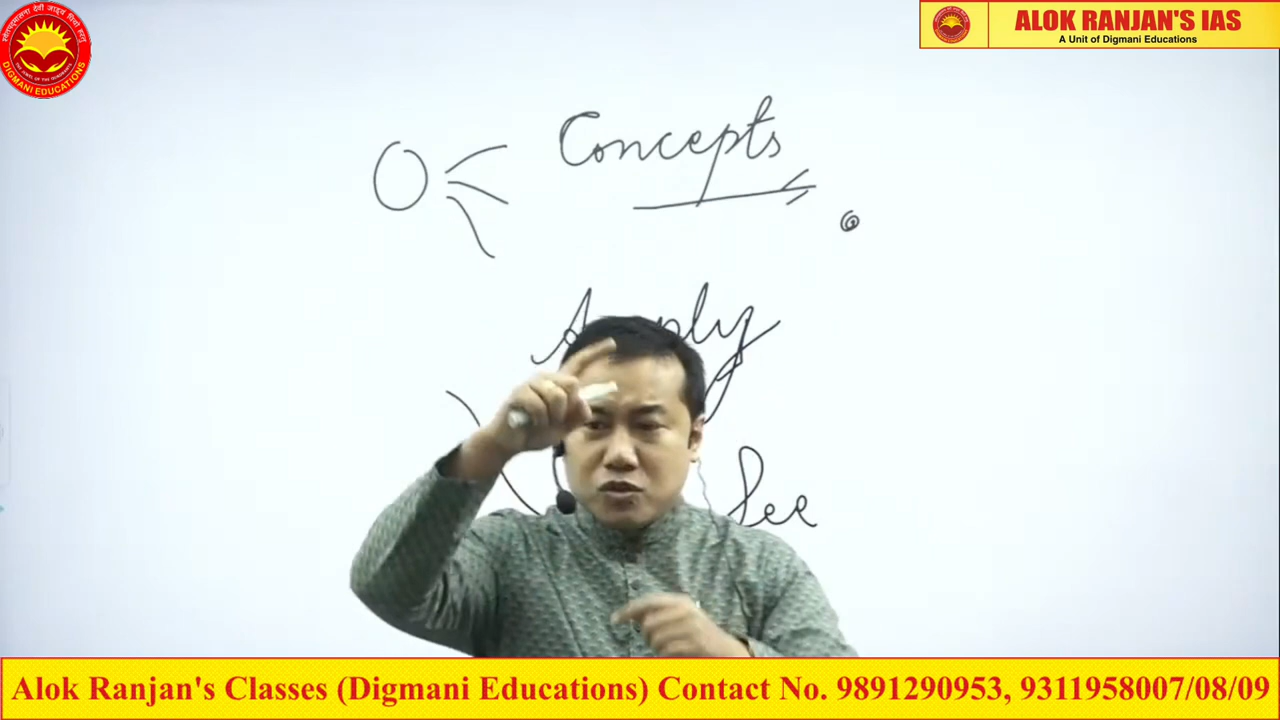 ALOK RANJAN'S IAS
A Unit of Digmani Educations
DIGMANI EDUCATIONS
Concepts
Apply
See
Alok Ranjan's Classes (Digmani Educations) Contact No. 9891290953, 9311958007/08/09